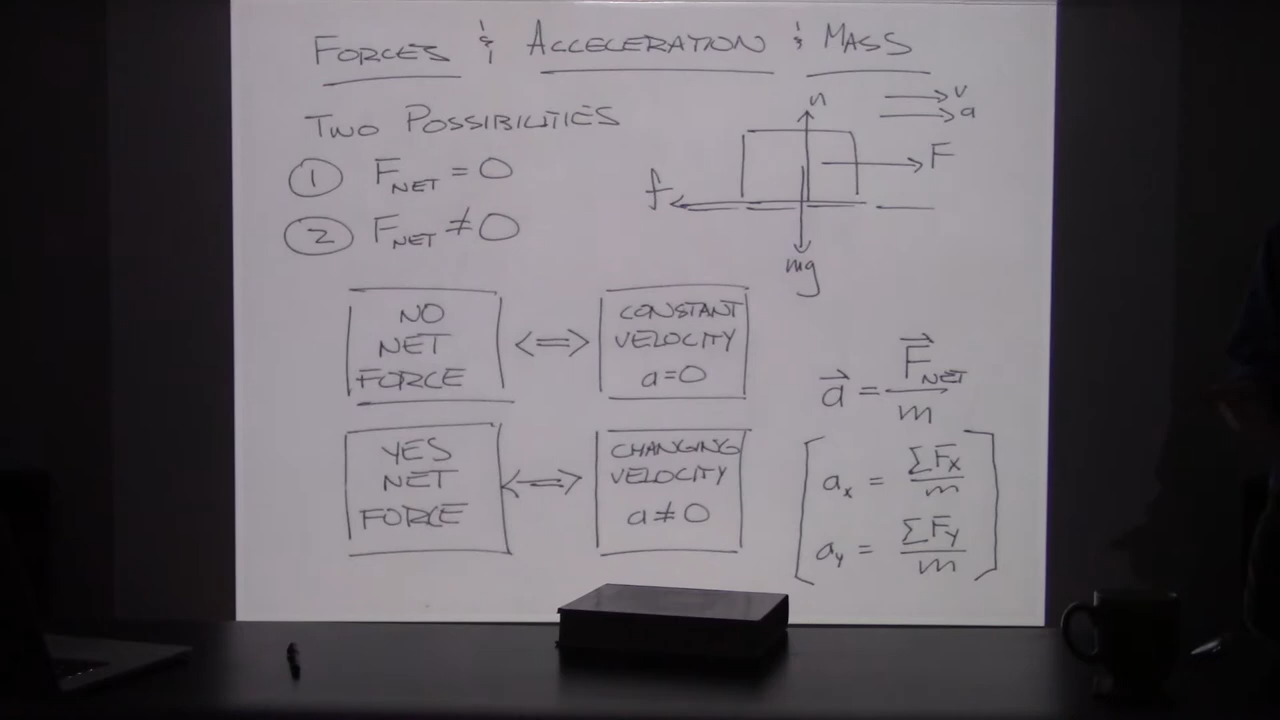 FORCES & ACCELERATION & MASS
TWO POSSIBILITIES
① F_NET = 0
② F_NET ≠ 0
n
v
a
F
f
mg
NO
NET
FORCE
⟺
CONSTANT
VELOCITY
a=0
YES
NET
FORCE
⟺
CHANGING
VELOCITY
a≠0
a⃗ = F⃗_NET / m
a_x = ΣF_x / m
a_y = ΣF_y / m